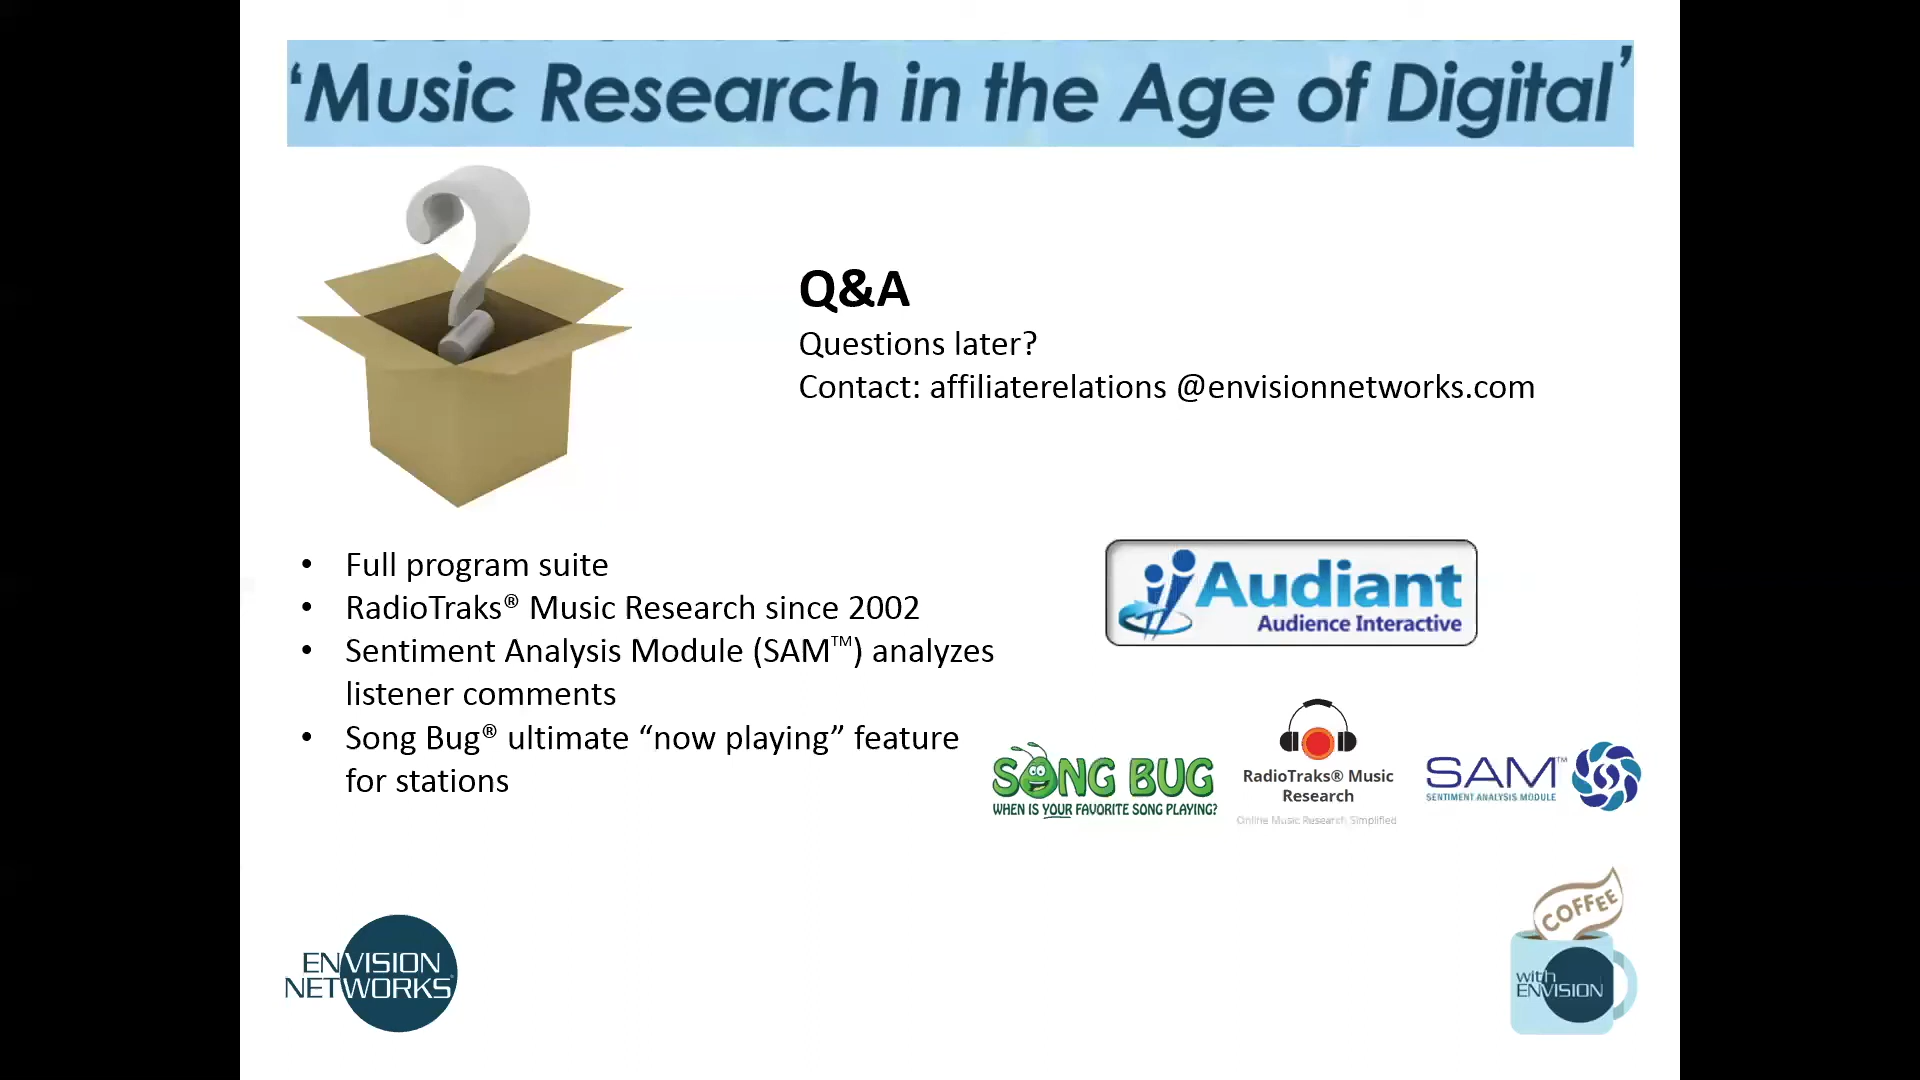 ‘Music Research in the Age of Digital’
Q&A
Questions later?
Contact: affiliaterelations @envisionnetworks.com
• Full program suite
• RadioTraks® Music Research since 2002
• Sentiment Analysis Module (SAM™) analyzes
listener comments
• Song Bug® ultimate “now playing” feature
for stations
Audiant
Audience Interactive
SONG BUG
WHEN IS YOUR FAVORITE SONG PLAYING?
RadioTraks® Music
Research
Online Music Research Simplified
SAM™
SENTIMENT ANALYSIS MODULE
ENVISION
NETWORKS®
COFFEE
with
ENVISION